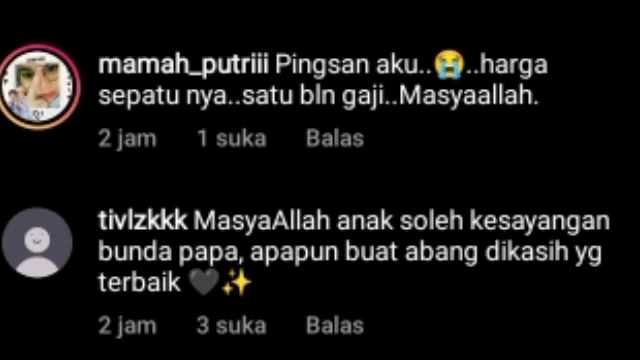 mamah_putriii Pingsan aku..😭..harga
sepatu nya..satu bln gaji..Masyaallah.
2 jam 1 suka Balas
tivlzkkk MasyaAllah anak soleh kesayangan
bunda papa, apapun buat abang dikasih yg
terbaik 🖤✨
2 jam 3 suka Balas